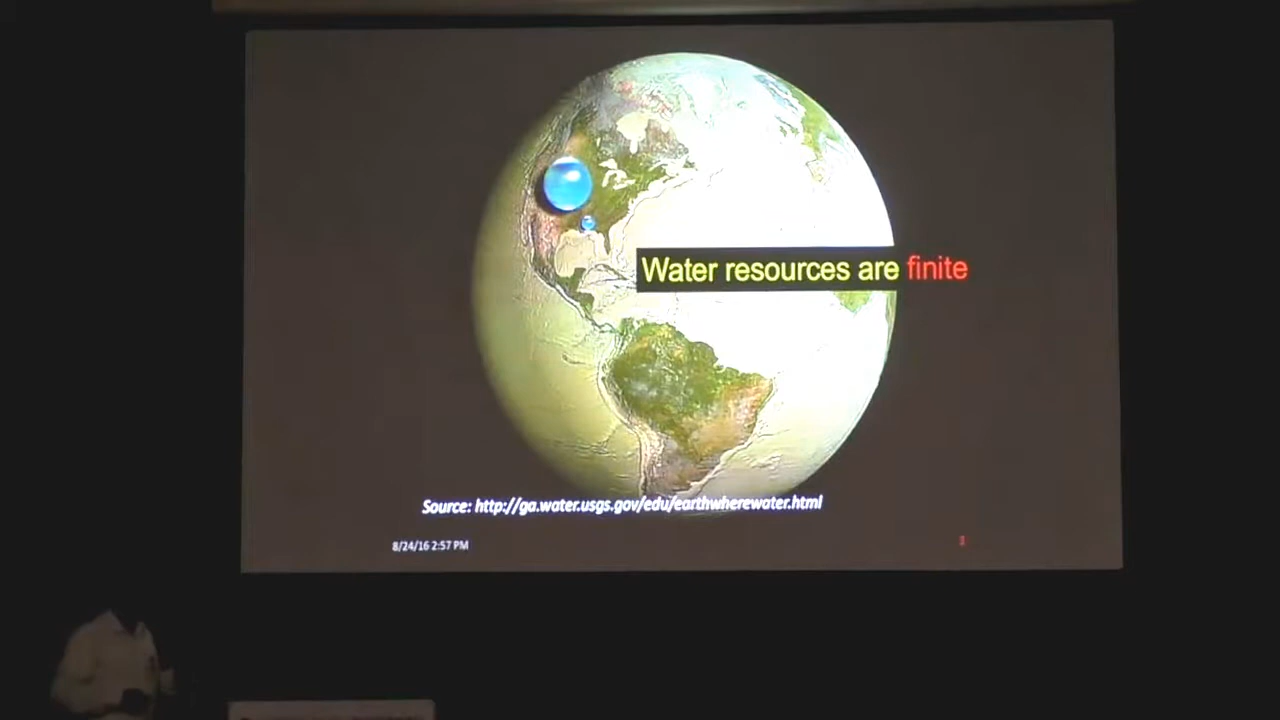 Water resources are finite
Source: http://ga.water.usgs.gov/edu/earthwherewater.html
8/24/16 2:57 PM